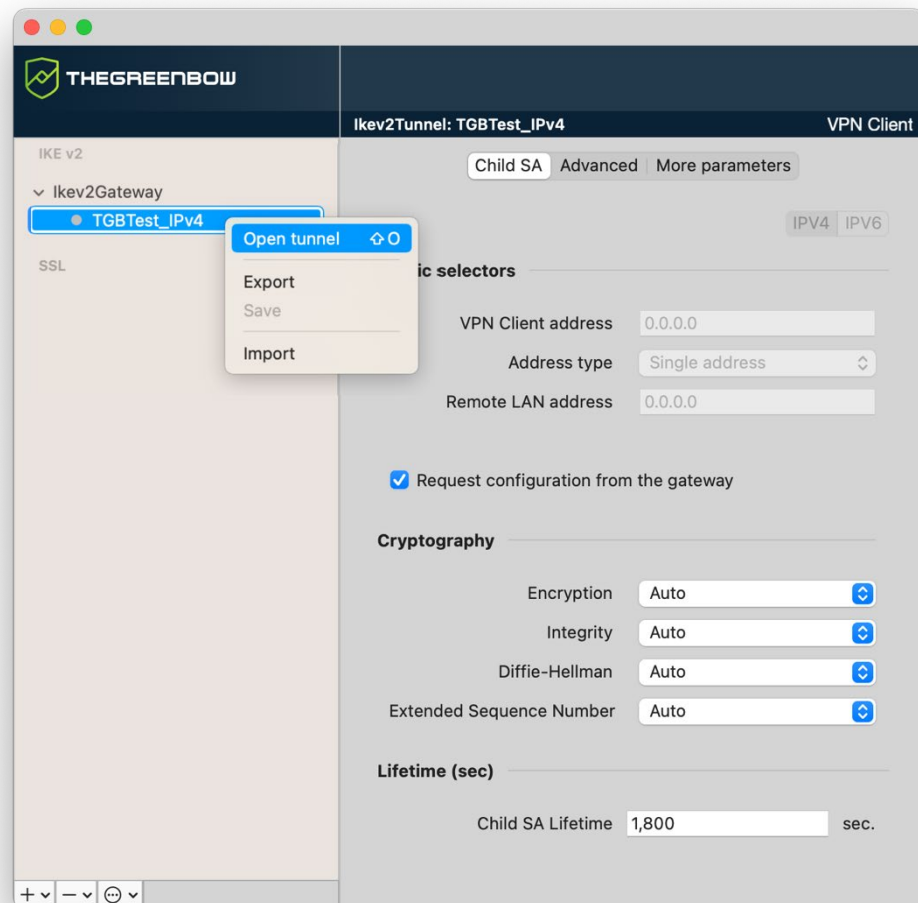 THEGREENBOW
Ikev2Tunnel: TGBTest_IPv4 VPN Client
IKE v2
Ikev2Gateway
TGBTest_IPv4
SSL
Open tunnel ⇧O
Export
Save
Import
Child SA Advanced More parameters
IPV4 IPV6
ic selectors
VPN Client address 0.0.0.0
Address type Single address
Remote LAN address 0.0.0.0
Request configuration from the gateway
Cryptography
Encryption Auto
Integrity Auto
Diffie-Hellman Auto
Extended Sequence Number Auto
Lifetime (sec)
Child SA Lifetime 1,800 sec.